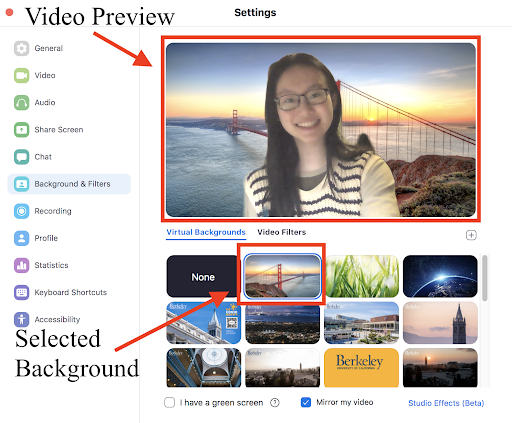 Video Preview
Settings
General
Video
Audio
Share Screen
Chat
Background & Filters
Recording
Profile
Statistics
Keyboard Shortcuts
Accessibility
Virtual Backgrounds
Video Filters
None
Berkeley
Berkeley
Berkeley
Berkeley
Berkeley
Berkeley
UNIVERSITY OF CALIFORNIA
Selected
Background
I have a green screen
?
Mirror my video
Studio Effects (Beta)